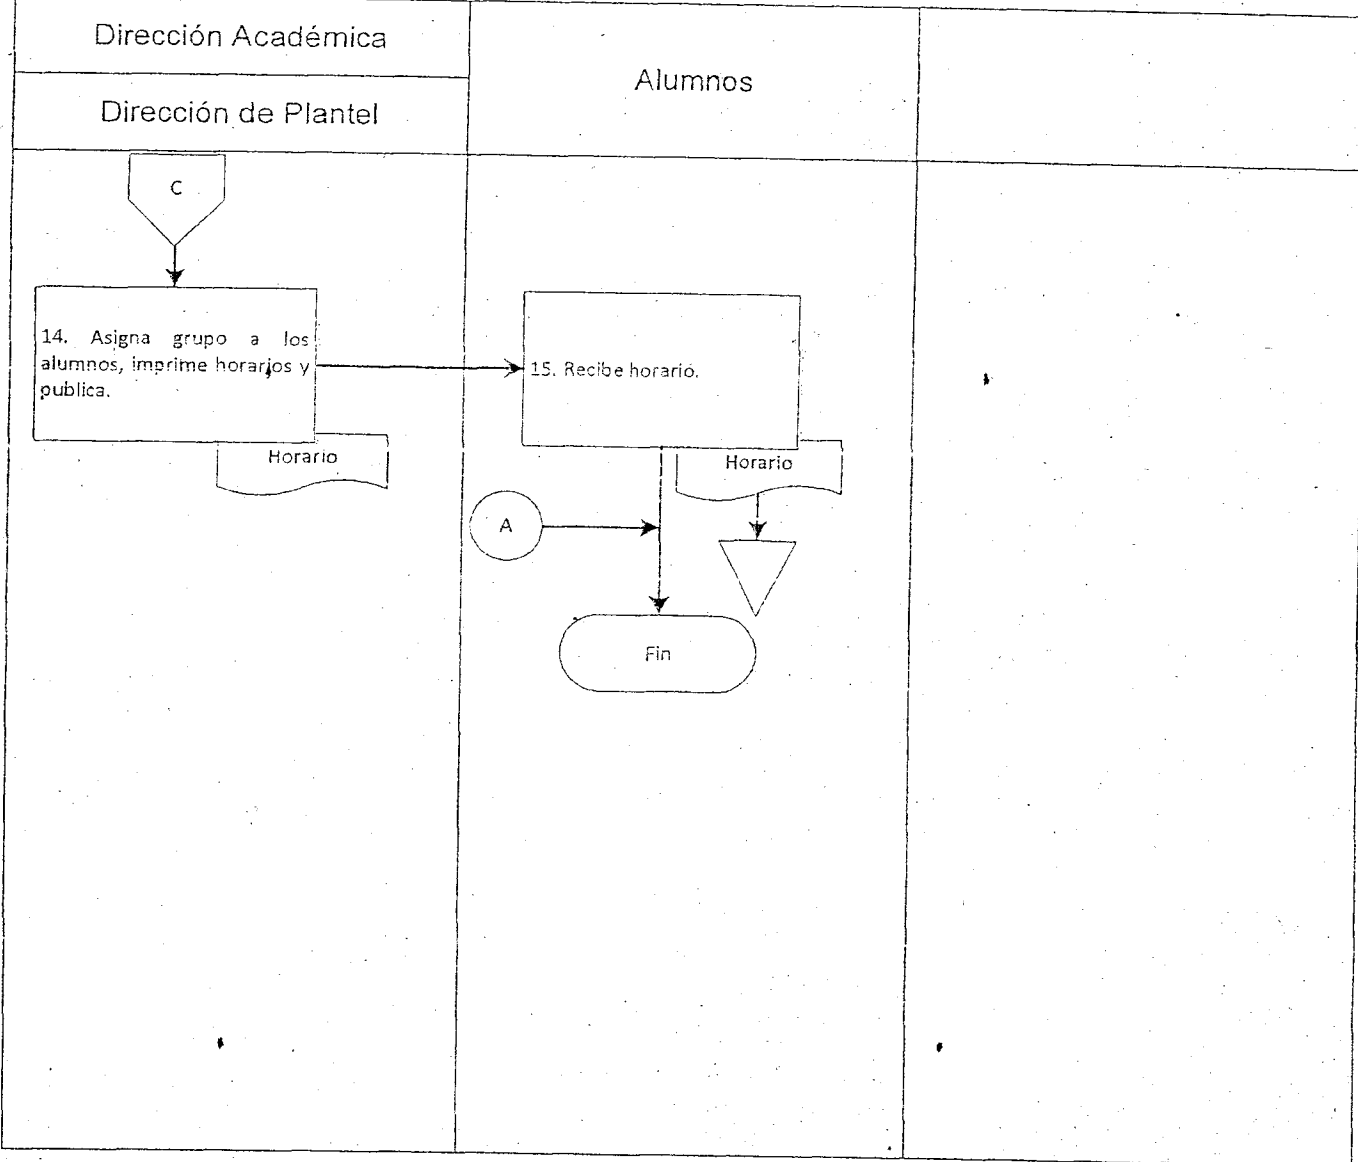 Dirección Académica
Dirección de Plantel
Alumnos
C
14. Asigna grupo a los
alumnos, imprime horarios y
publica.
Horario
15. Recibe horario.
Horario
A
Fin